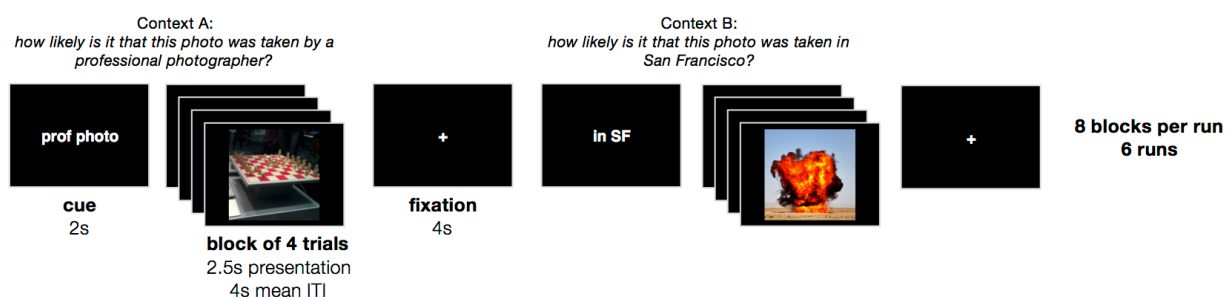 Context A:
how likely is it that this photo was taken by a
professional photographer?
Context B:
how likely is it that this photo was taken in
San Francisco?
prof photo
+
in SF
+
8 blocks per run
6 runs
cue
2s
fixation
4s
block of 4 trials
2.5s presentation
4s mean ITI